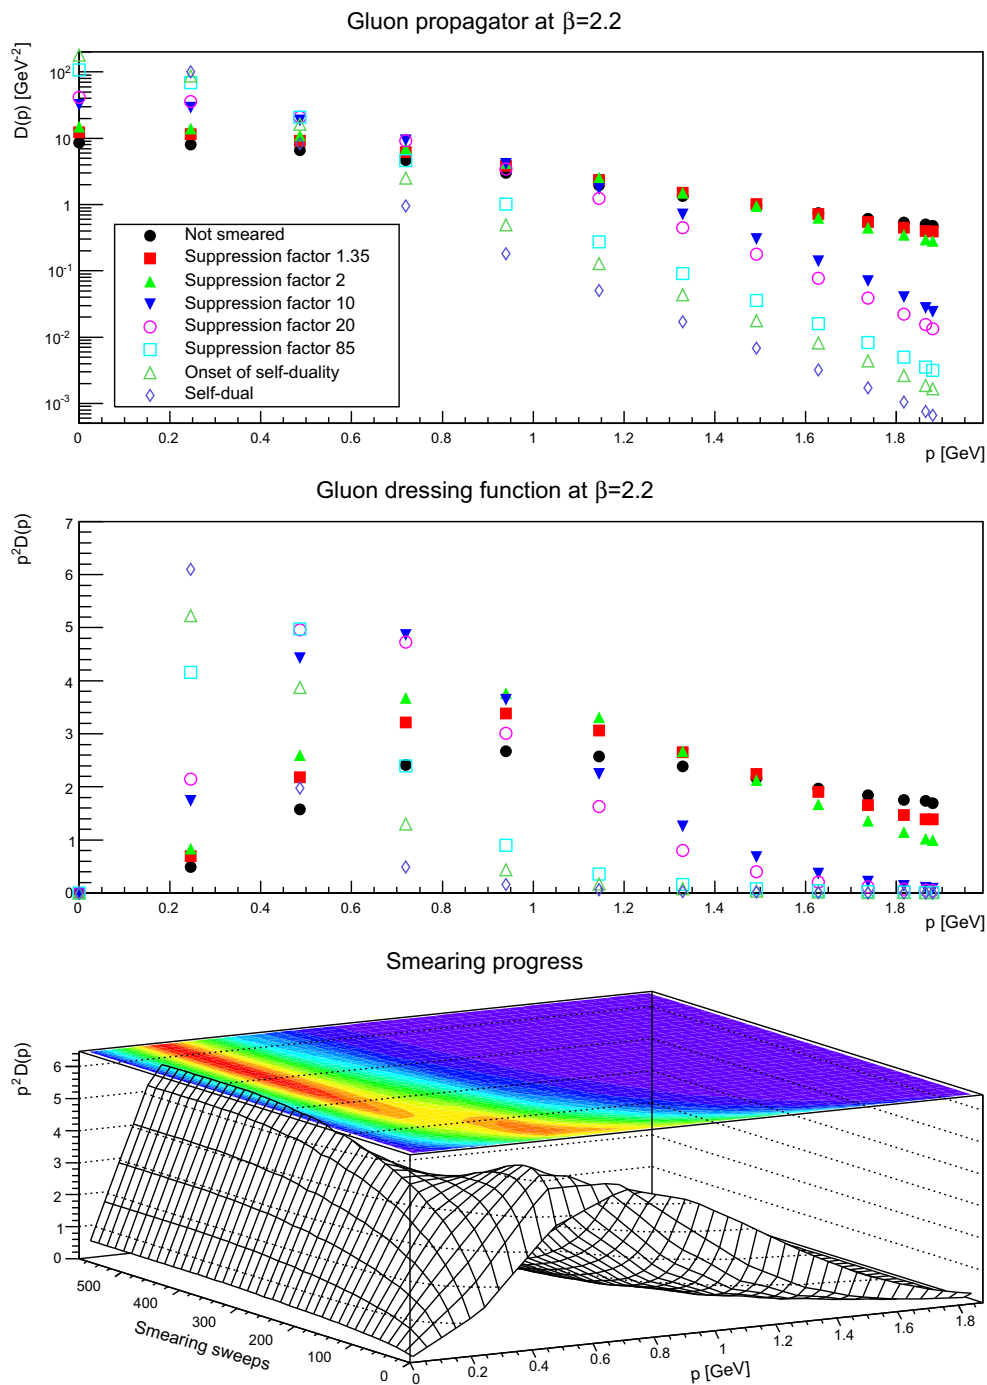 Gluon propagator at β=2.2
D(p) [GeV⁻²]
10²
10
1
10⁻¹
10⁻²
10⁻³
Not smeared
Suppression factor 1.35
Suppression factor 2
Suppression factor 10
Suppression factor 20
Suppression factor 85
Onset of self-duality
Self-dual
0 0.2 0.4 0.6 0.8 1 1.2 1.4 1.6 1.8
p [GeV]
Gluon dressing function at β=2.2
p²D(p)
7
6
5
4
3
2
1
0
0 0.2 0.4 0.6 0.8 1 1.2 1.4 1.6 1.8
p [GeV]
Smearing progress
p²D(p)
6
5
4
3
2
1
0
500 400 300 200 100 0
Smearing sweeps
0 0.2 0.4 0.6 0.8 1 1.2 1.4 1.6 1.8
p [GeV]